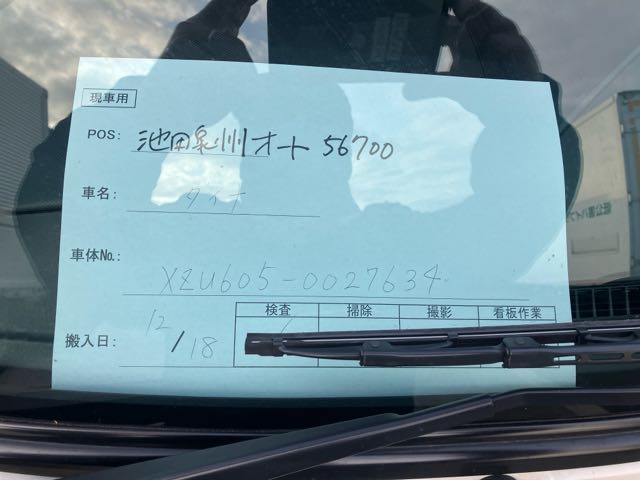 現車用
POS: 池田泉州オート 56700
車名: ダイナ
車体No.: XZU605-0027634
検査 掃除 撮影 看板作業
搬入日: 12/18